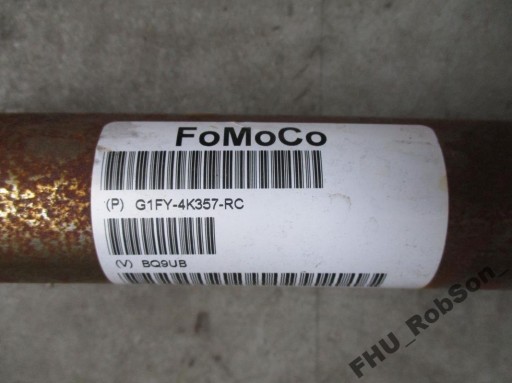 FoMoCo
(P) G1FY-4K357-RC
(V) BQ9UB
FHU_RobSon_